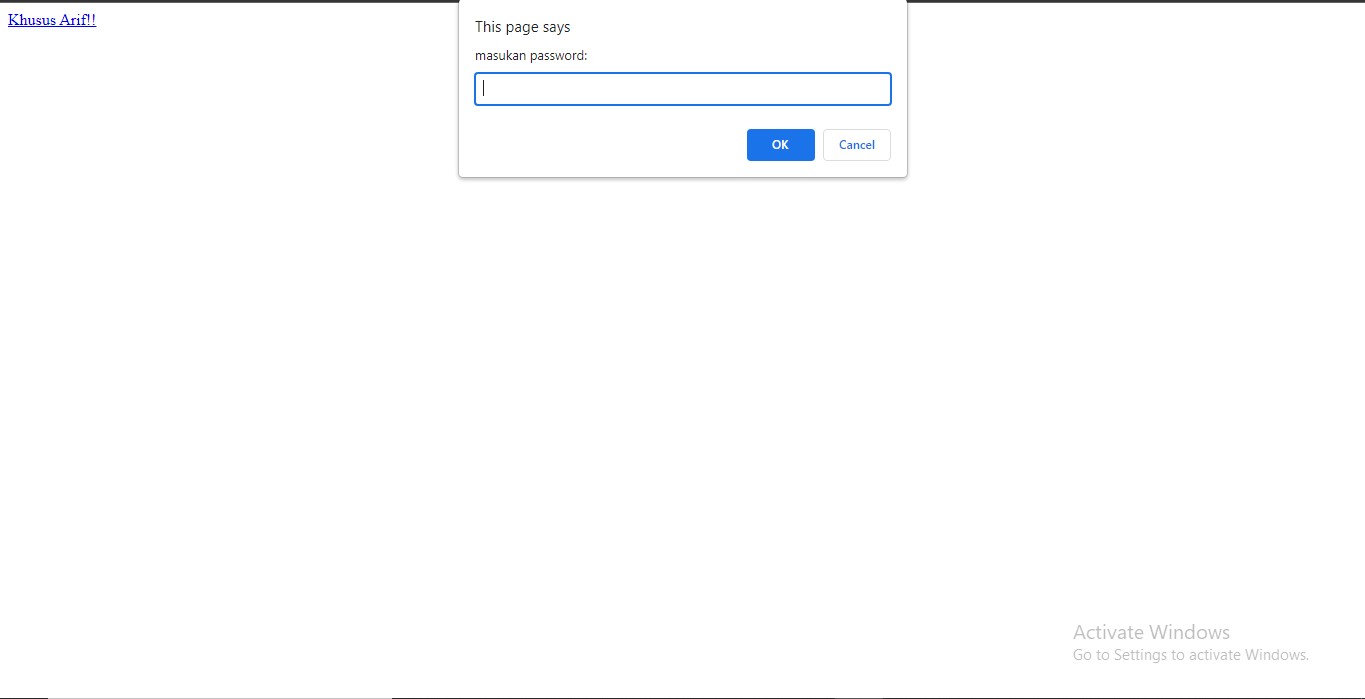 Khusus Arif!!
This page says
masukan password:
OK
Cancel
Activate Windows
Go to Settings to activate Windows.